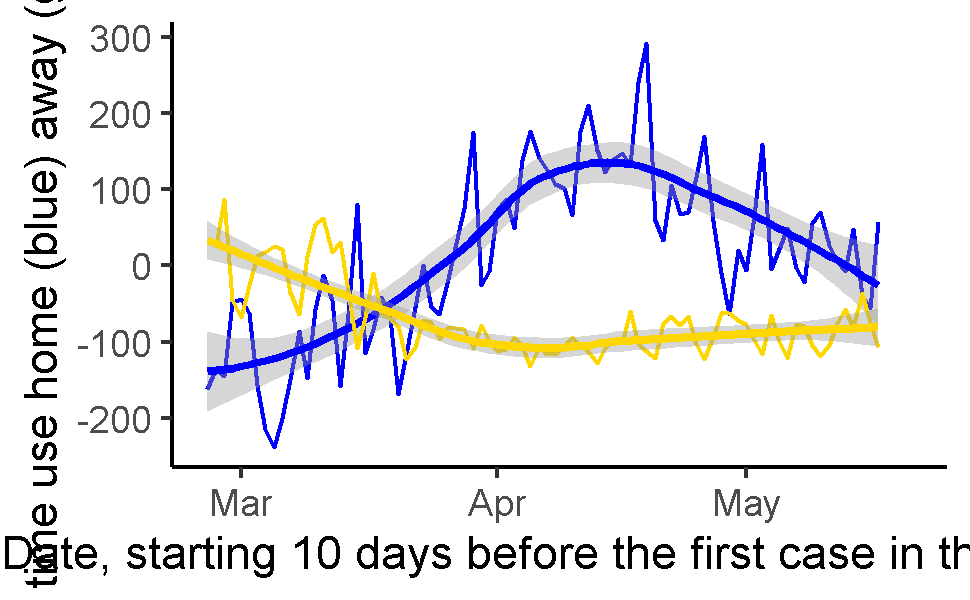 time use home (blue) away (
300
200
100
0
-100
-200
Mar Apr May
Date, starting 10 days before the first case in th